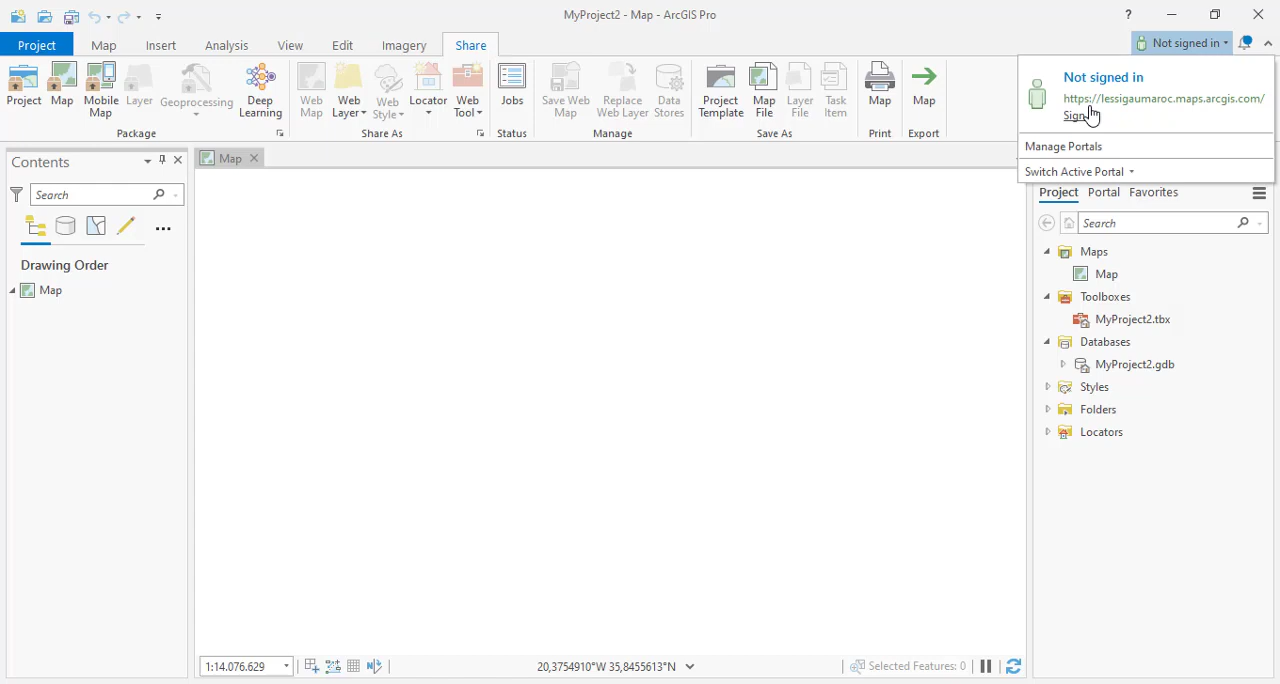 MyProject2 - Map - ArcGIS Pro
?
Project
Map
Insert
Analysis
View
Edit
Imagery
Share
Not signed in
Project
Map
Mobile
Map
Layer
Geoprocessing
Deep
Learning
Package
Web
Map
Web
Layer
Web
Style
Locator
Web
Tool
Share As
Jobs
Status
Save Web
Map
Replace
Web Layer
Data
Stores
Manage
Project
Template
Map
File
Layer
File
Task
Item
Save As
Map
Print
Map
Export
Not signed in
https://lessigaumaroc.maps.arcgis.com/
Sign
Manage Portals
Switch Active Portal
Contents
Search
Drawing Order
Map
Map
Project
Portal
Favorites
Search
Maps
Map
Toolboxes
MyProject2.tbx
Databases
MyProject2.gdb
Styles
Folders
Locators
1:14.076.629
20,3754910°W 35,8455613°N
Selected Features: 0